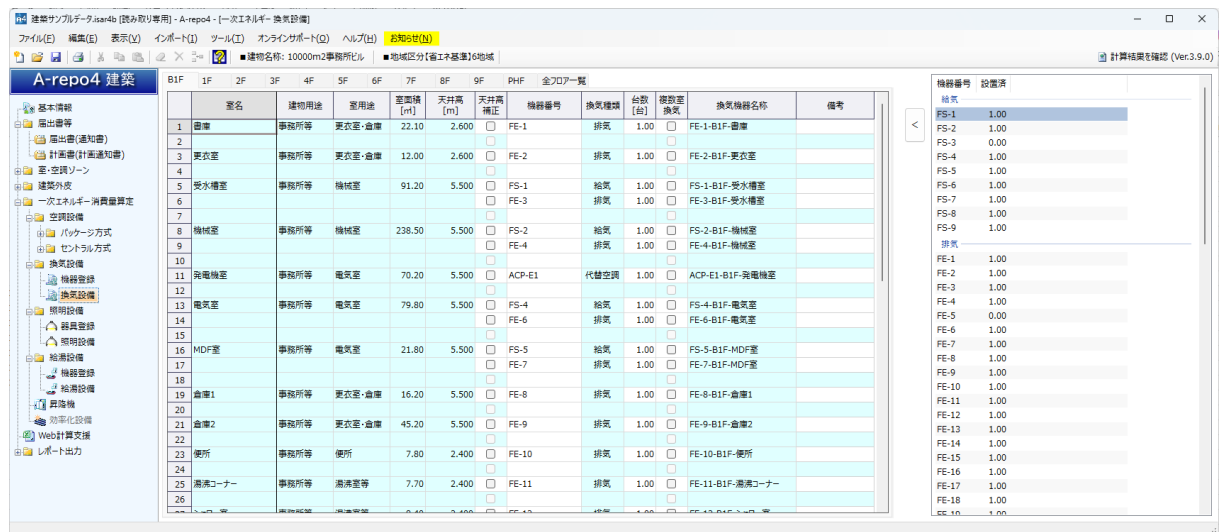 建築サンプルデータ.isar4b [読み取り専用] - A-repo4 - [一次エネルギー 換気設備]
ファイル(F) 編集(E) 表示(V) インポート(I) ツール(T) オンラインサポート(O) ヘルプ(H) お知らせ(N)
■建物名称: 10000m2事務所ビル ■地域区分【省エネ基準】6地域 計算結果を確認 (Ver.3.9.0)
A-repo4 建築
基本情報
届出書等
届出書(通知書)
計画書(計画通知書)
室・空調ゾーン
建築外皮
一次エネルギー消費量算定
空調設備
パッケージ方式
セントラル方式
換気設備
機器登録
換気設備
照明設備
器具登録
照明設備
給湯設備
機器登録
給湯設備
昇降機
効率化設備
Web計算支援
レポート出力
B1F 1F 2F 3F 4F 5F 6F 7F 8F 9F PHF 全フロア一覧
室名 建物用途 室用途 室面積[㎡] 天井高[m] 天井高補正 機器番号 換気種類 台数[台] 複数室換気 換気機器名称 備考
1 書庫 事務所等 更衣室・倉庫 22.10 2.600 FE-1 排気 1.00 FE-1-B1F-書庫
2
3 更衣室 事務所等 更衣室・倉庫 12.00 2.600 FE-2 排気 1.00 FE-2-B1F-更衣室
4
5 受水槽室 事務所等 機械室 91.20 5.500 FS-1 給気 1.00 FS-1-B1F-受水槽室
6 FE-3 排気 1.00 FE-3-B1F-受水槽室
7
8 機械室 事務所等 機械室 238.50 5.500 FS-2 給気 1.00 FS-2-B1F-機械室
9 FE-4 排気 1.00 FE-4-B1F-機械室
10
11 発電機室 事務所等 電気室 70.20 5.500 ACP-E1 代替空調 1.00 ACP-E1-B1F-発電機室
12
13 電気室 事務所等 電気室 79.80 5.500 FS-4 給気 1.00 FS-4-B1F-電気室
14 FE-6 排気 1.00 FE-6-B1F-電気室
15
16 MDF室 事務所等 電気室 21.80 5.500 FS-5 給気 1.00 FS-5-B1F-MDF室
17 FE-7 排気 1.00 FE-7-B1F-MDF室
18
19 倉庫1 事務所等 更衣室・倉庫 16.20 5.500 FE-8 排気 1.00 FE-8-B1F-倉庫1
20
21 倉庫2 事務所等 更衣室・倉庫 45.20 5.500 FE-9 排気 1.00 FE-9-B1F-倉庫2
22
23 便所 事務所等 便所 7.80 2.400 FE-10 排気 1.00 FE-10-B1F-便所
24
25 湯沸コーナー 事務所等 湯沸室等 7.70 2.400 FE-11 排気 1.00 FE-11-B1F-湯沸コーナー
26
<
機器番号 設置済
給気
FS-1 1.00
FS-2 1.00
FS-3 0.00
FS-4 1.00
FS-5 1.00
FS-6 1.00
FS-7 1.00
FS-8 1.00
FS-9 1.00
排気
FE-1 1.00
FE-2 1.00
FE-3 1.00
FE-4 1.00
FE-5 0.00
FE-6 1.00
FE-7 1.00
FE-8 1.00
FE-9 1.00
FE-10 1.00
FE-11 1.00
FE-12 1.00
FE-13 1.00
FE-14 1.00
FE-15 1.00
FE-16 1.00
FE-17 1.00
FE-18 1.00